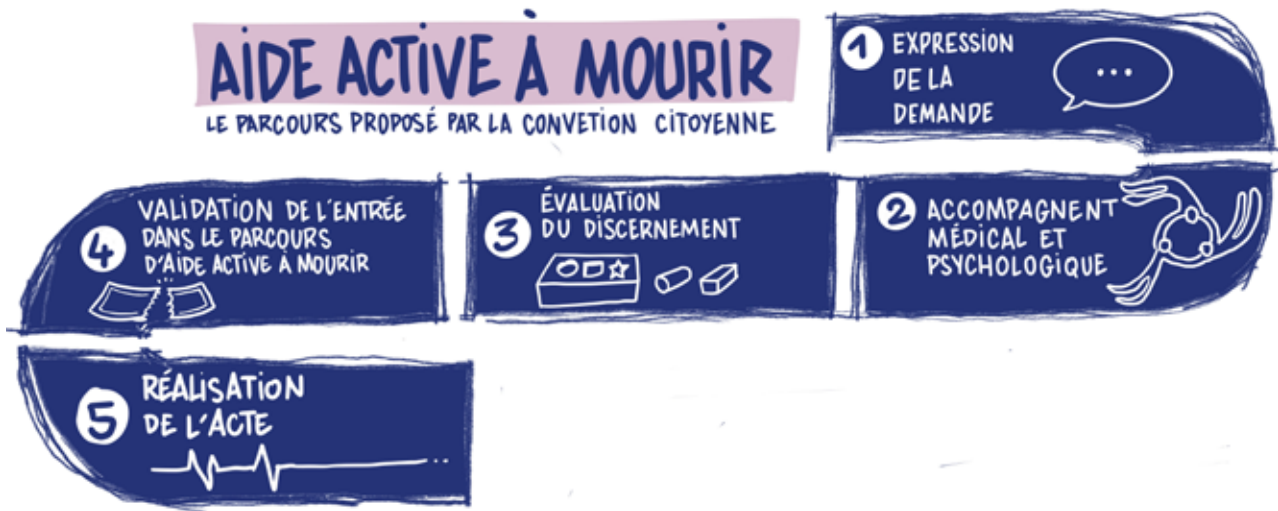 AIDE ACTIVE À MOURIR
LE PARCOURS PROPOSÉ PAR LA CONVETION CITOYENNE
1 EXPRESSION
DE LA
DEMANDE
2 ACCOMPAGNENT
MÉDICAL ET
PSYCHOLOGIQUE
3 ÉVALUATION
DU DISCERNEMENT
4 VALIDATION DE L'ENTRÉE
DANS LE PARCOURS
D'AIDE ACTIVE À MOURIR
5 RÉALISATION
DE L'ACTE